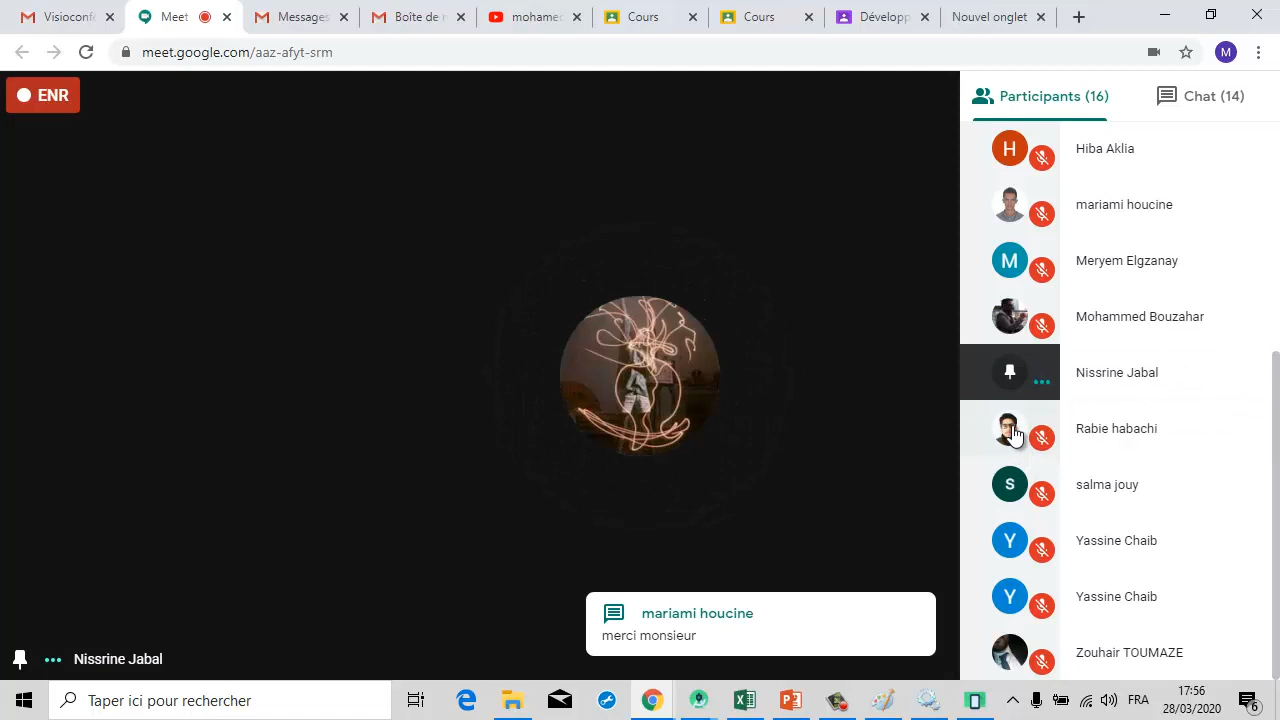 Visioconf
Meet
Messages
Boîte de r
mohamed
Cours
Cours
Dévelop
Nouvel onglet
meet.google.com/aaz-afyt-srm
M
ENR
Participants (16)
Chat (14)
H
Hiba Aklia
mariami houcine
M
Meryem Elgzanay
Mohammed Bouzahar
Nissrine Jabal
Rabie habachi
s
salma jouy
Y
Yassine Chaib
Y
Yassine Chaib
Zouhair TOUMAZE
mariami houcine
merci monsieur
Nissrine Jabal
Taper ici pour rechercher
FRA
17:56
28/03/2020
6